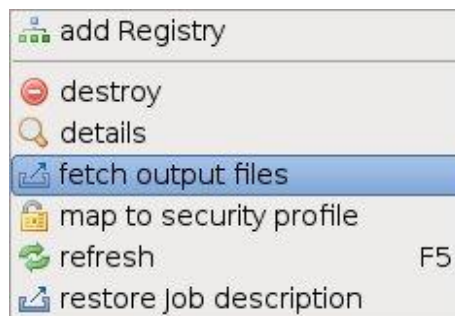 add Registry
destroy
details
fetch output files
map to security profile
refresh F5
restore Job description